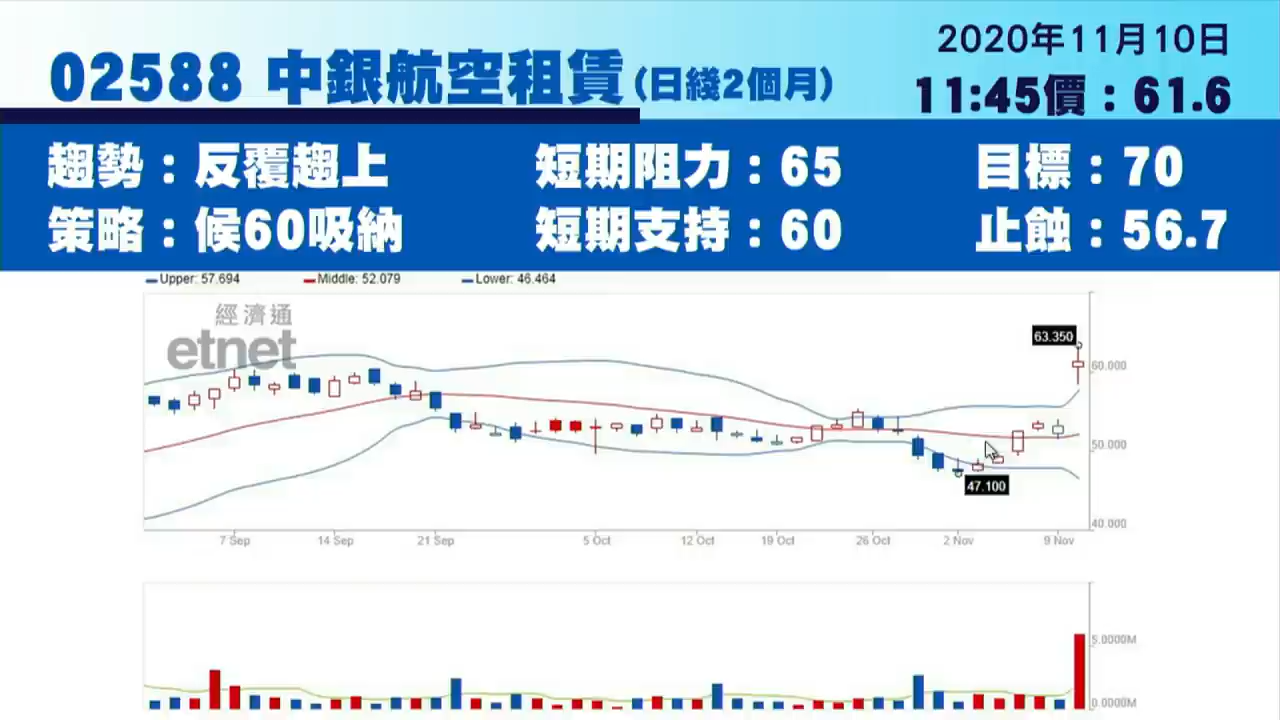 02588 中銀航空租賃(日綫2個月)
2020年11月10日
11:45價：61.6
趨勢：反覆趨上
短期阻力：65
目標：70
策略：候60吸納
短期支持：60
止蝕：56.7
Upper: 57.694
Middle: 52.079
Lower: 46.464
經濟通
etnet
63.350
60.000
50.000
47.100
40.000
7 Sep
14 Sep
21 Sep
5 Oct
12 Oct
19 Oct
26 Oct
2 Nov
9 Nov
5.0000M
0.0000M